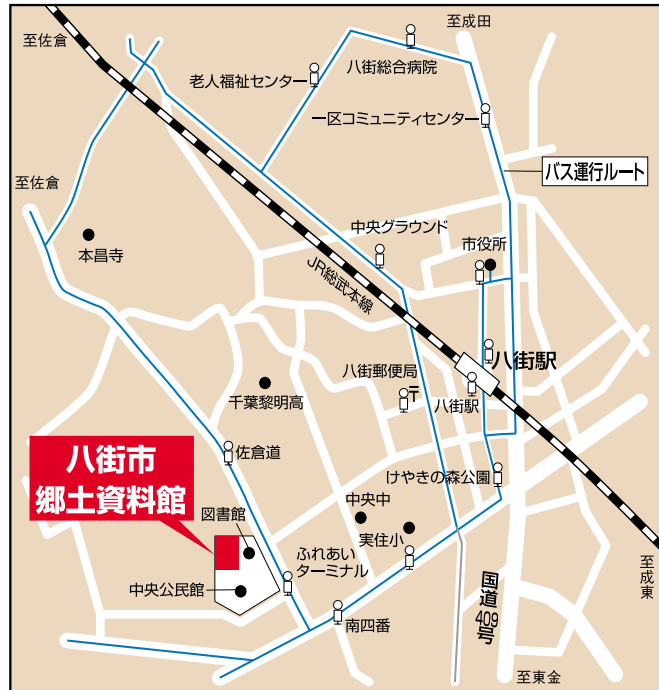 至佐倉
至成田
八街総合病院
老人福祉センター
一区コミュニティセンター
バス運行ルート
至佐倉
本昌寺
中央グラウンド
市役所
JR総武本線
八街駅
八街郵便局
〒
八街駅
千葉黎明高
佐倉道
八街市
郷土資料館
けやきの森公園
図書館
中央中
実住小
ふれあい
ターミナル
中央公民館
南四番
国道409号
至成東
至東金